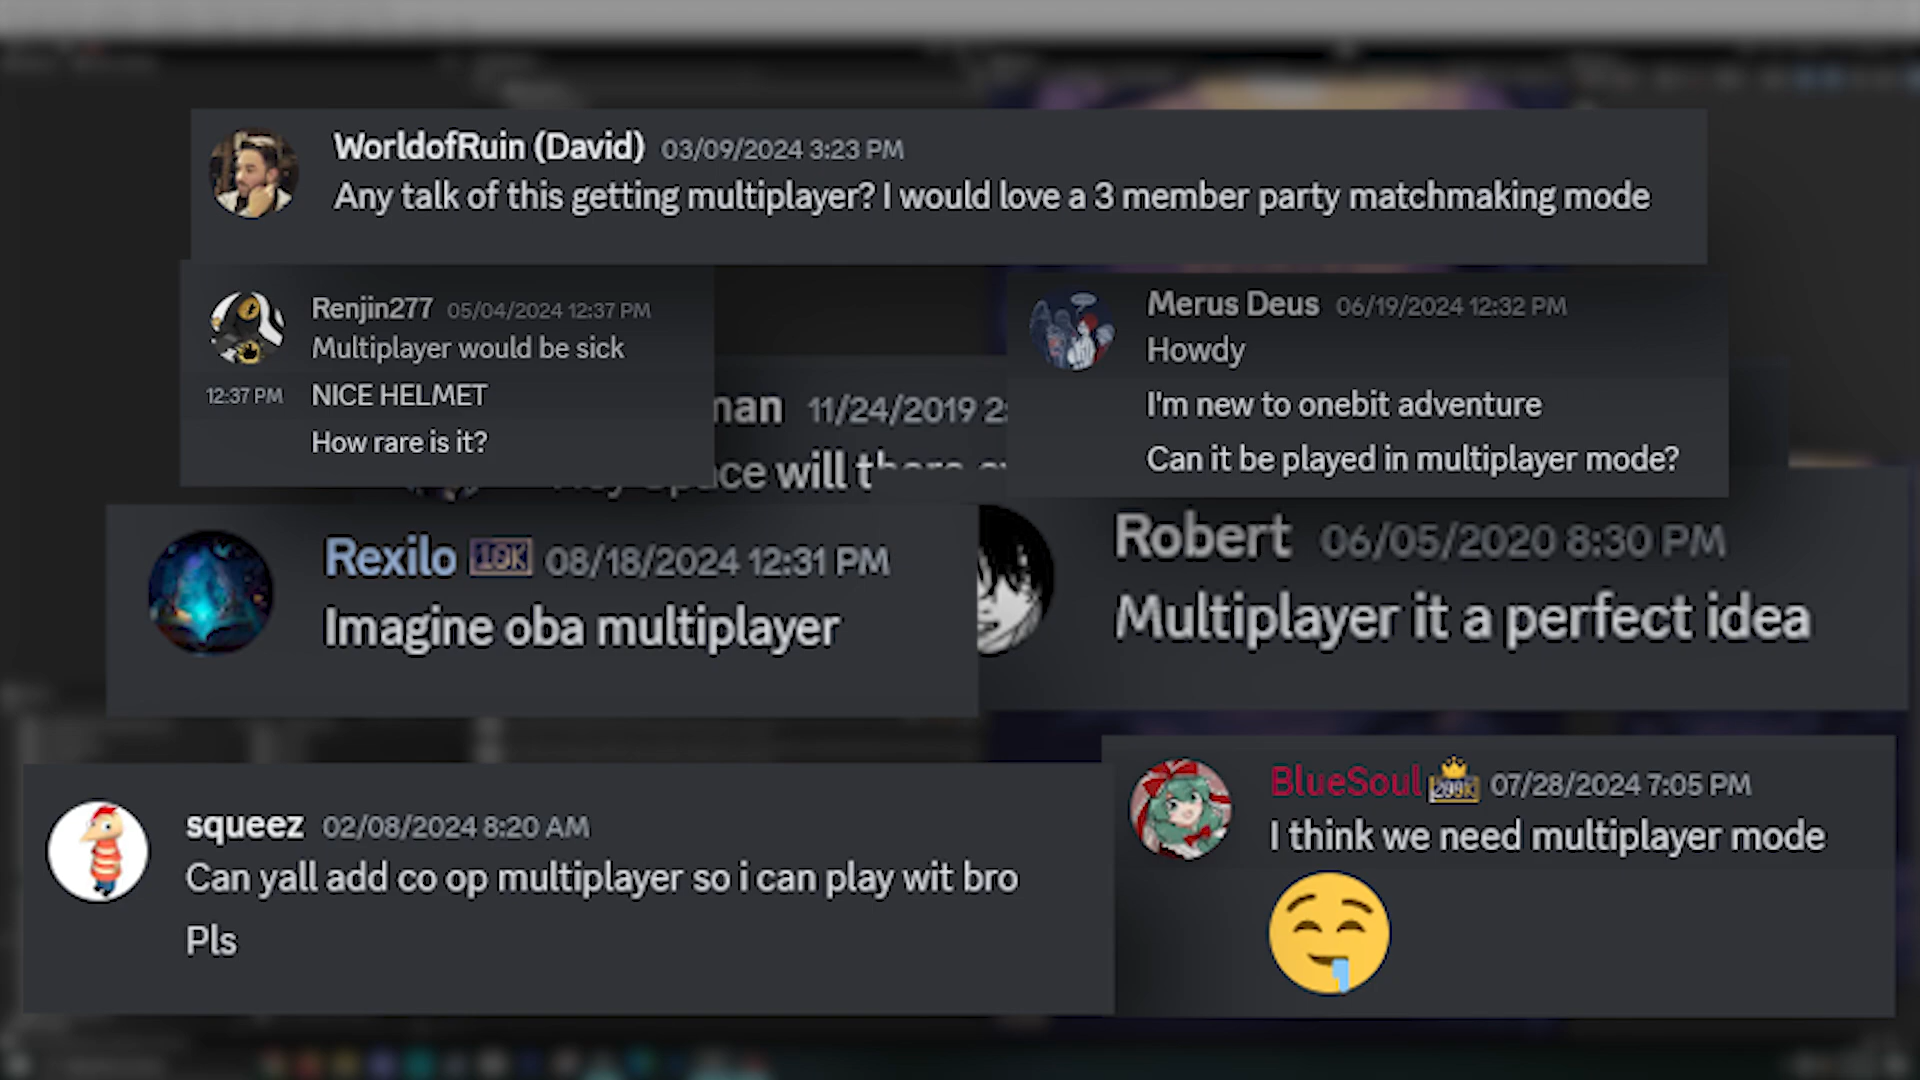 WorldofRuin (David) 03/09/2024 3:23 PM
Any talk of this getting multiplayer? I would love a 3 member party matchmaking mode
Renjin277 05/04/2024 12:37 PM
Multiplayer would be sick
12:37 PM NICE HELMET
How rare is it?
Merus Deus 06/19/2024 12:32 PM
Howdy
I'm new to onebit adventure
Can it be played in multiplayer mode?
11/24/2019
will
Rexilo 10K 08/18/2024 12:31 PM
Imagine oba multiplayer
Robert 06/05/2020 8:30 PM
Multiplayer it a perfect idea
squeez 02/08/2024 8:20 AM
Can yall add co op multiplayer so i can play wit bro
Pls
BlueSoul 299K 07/28/2024 7:05 PM
I think we need multiplayer mode